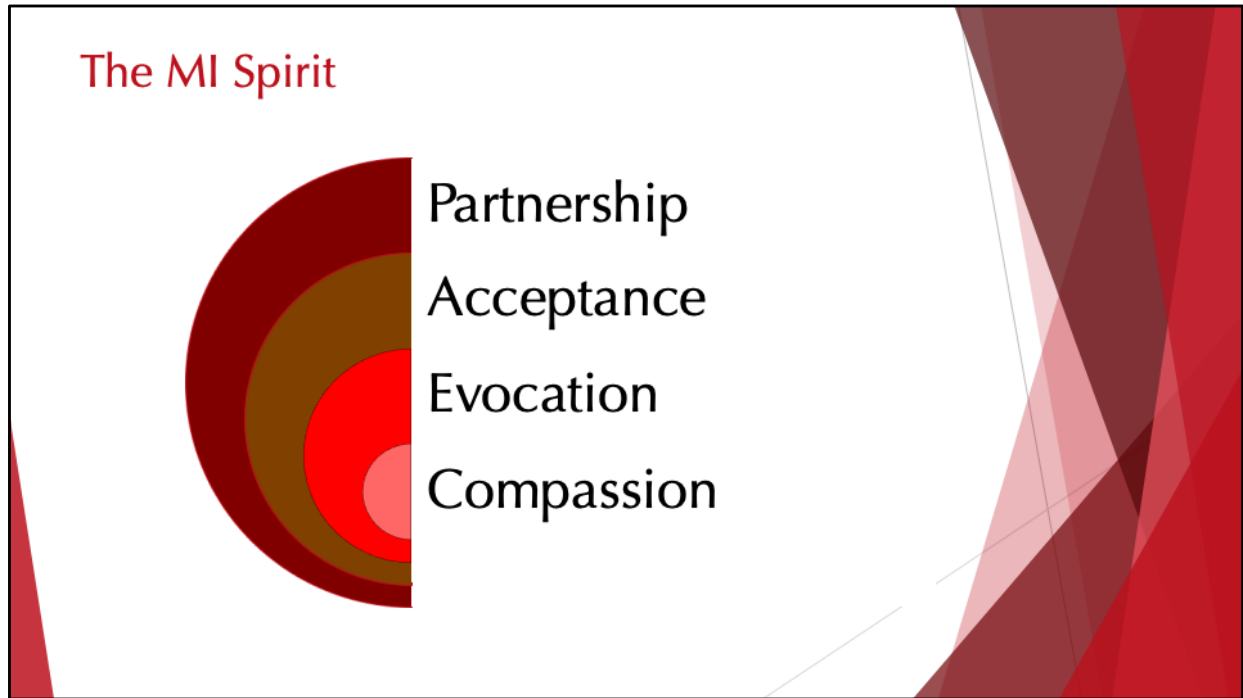 The MI Spirit
Partnership
Acceptance
Evocation
Compassion